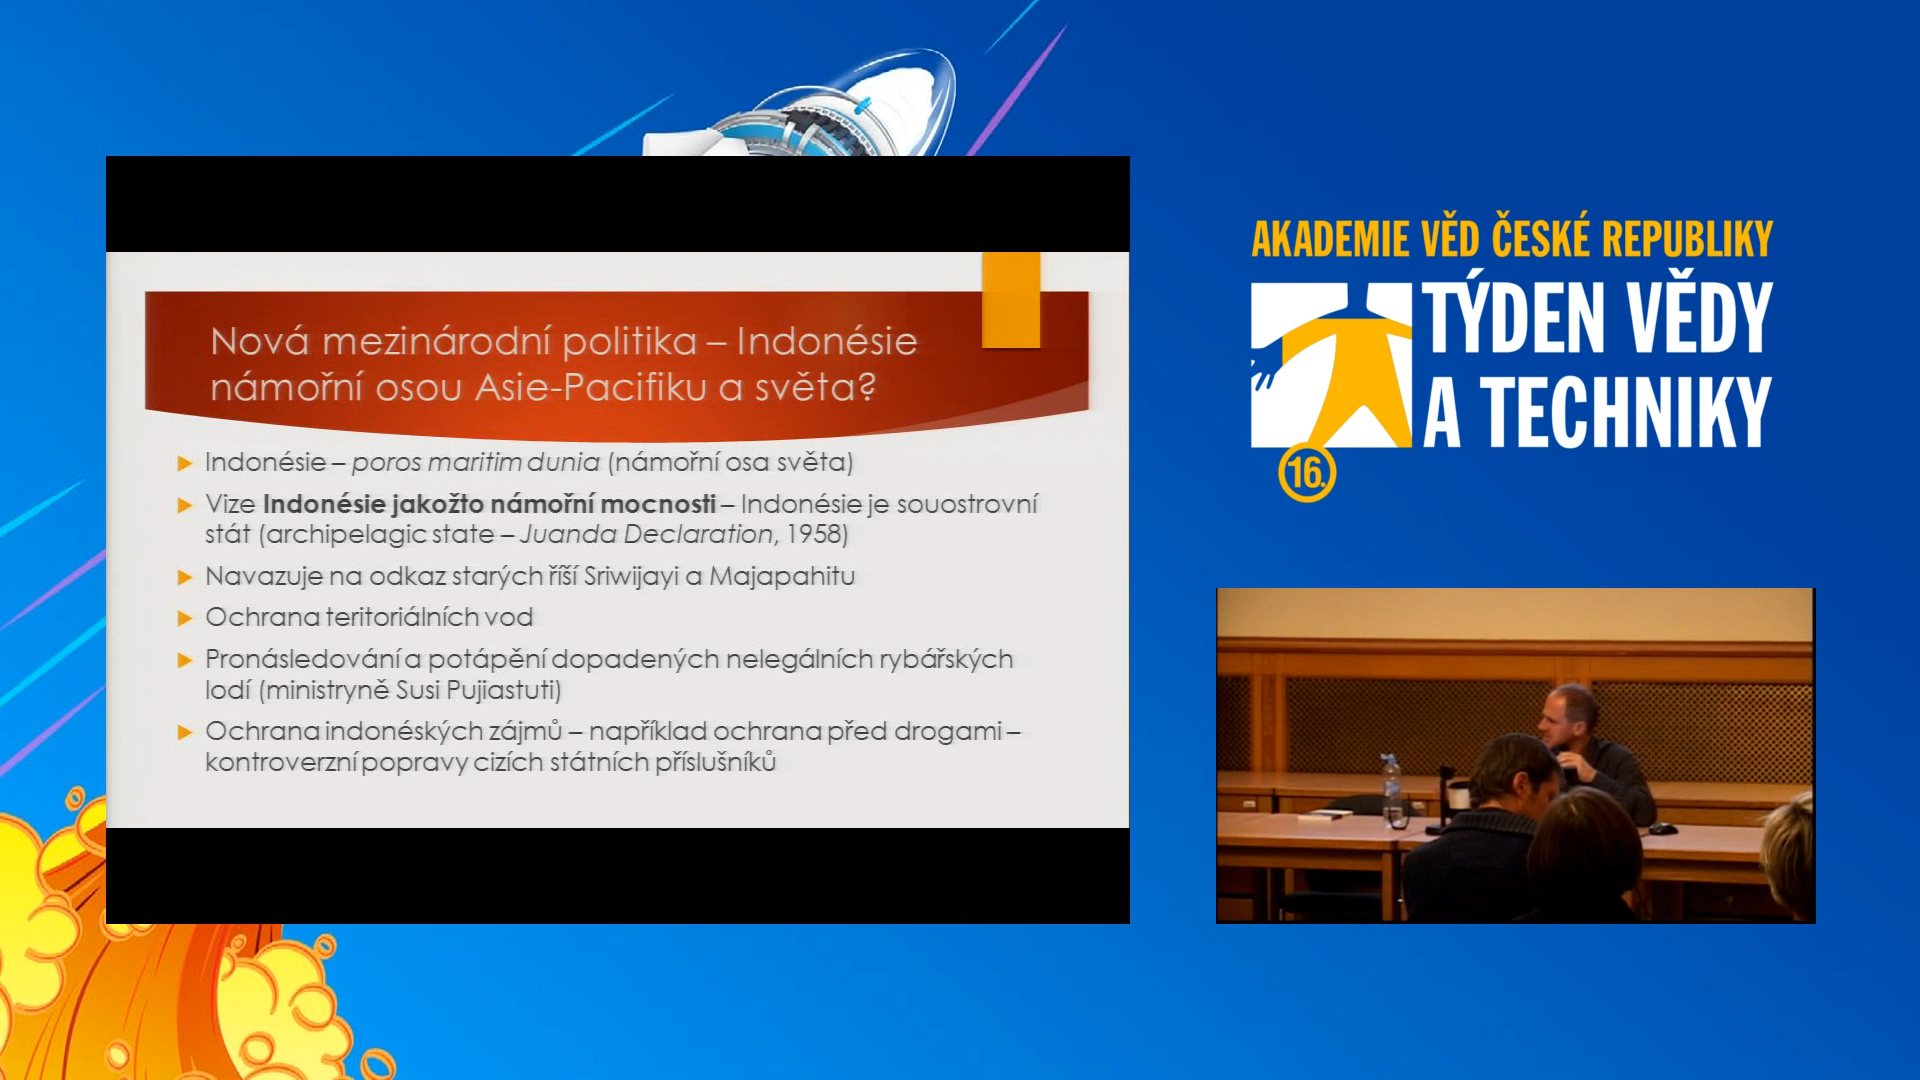 Nová mezinárodní politika – Indonésie
námořní osou Asie-Pacifiku a světa?
Indonésie – poros maritim dunia (námořní osa světa)
Vize Indonésie jakožto námořní mocnosti – Indonésie je souostrovní
stát (archipelagic state – Juanda Declaration, 1958)
Navazuje na odkaz starých říší Sriwijayi a Majapahitu
Ochrana teritoriálních vod
Pronásledování a potápění dopadených nelegálních rybářských
lodí (ministryně Susi Pujiastuti)
Ochrana indonéských zájmů – například ochrana před drogami –
kontroverzní popravy cizích státních příslušníků
AKADEMIE VĚD ČESKÉ REPUBLIKY
TÝDEN VĚDY
A TECHNIKY
16.